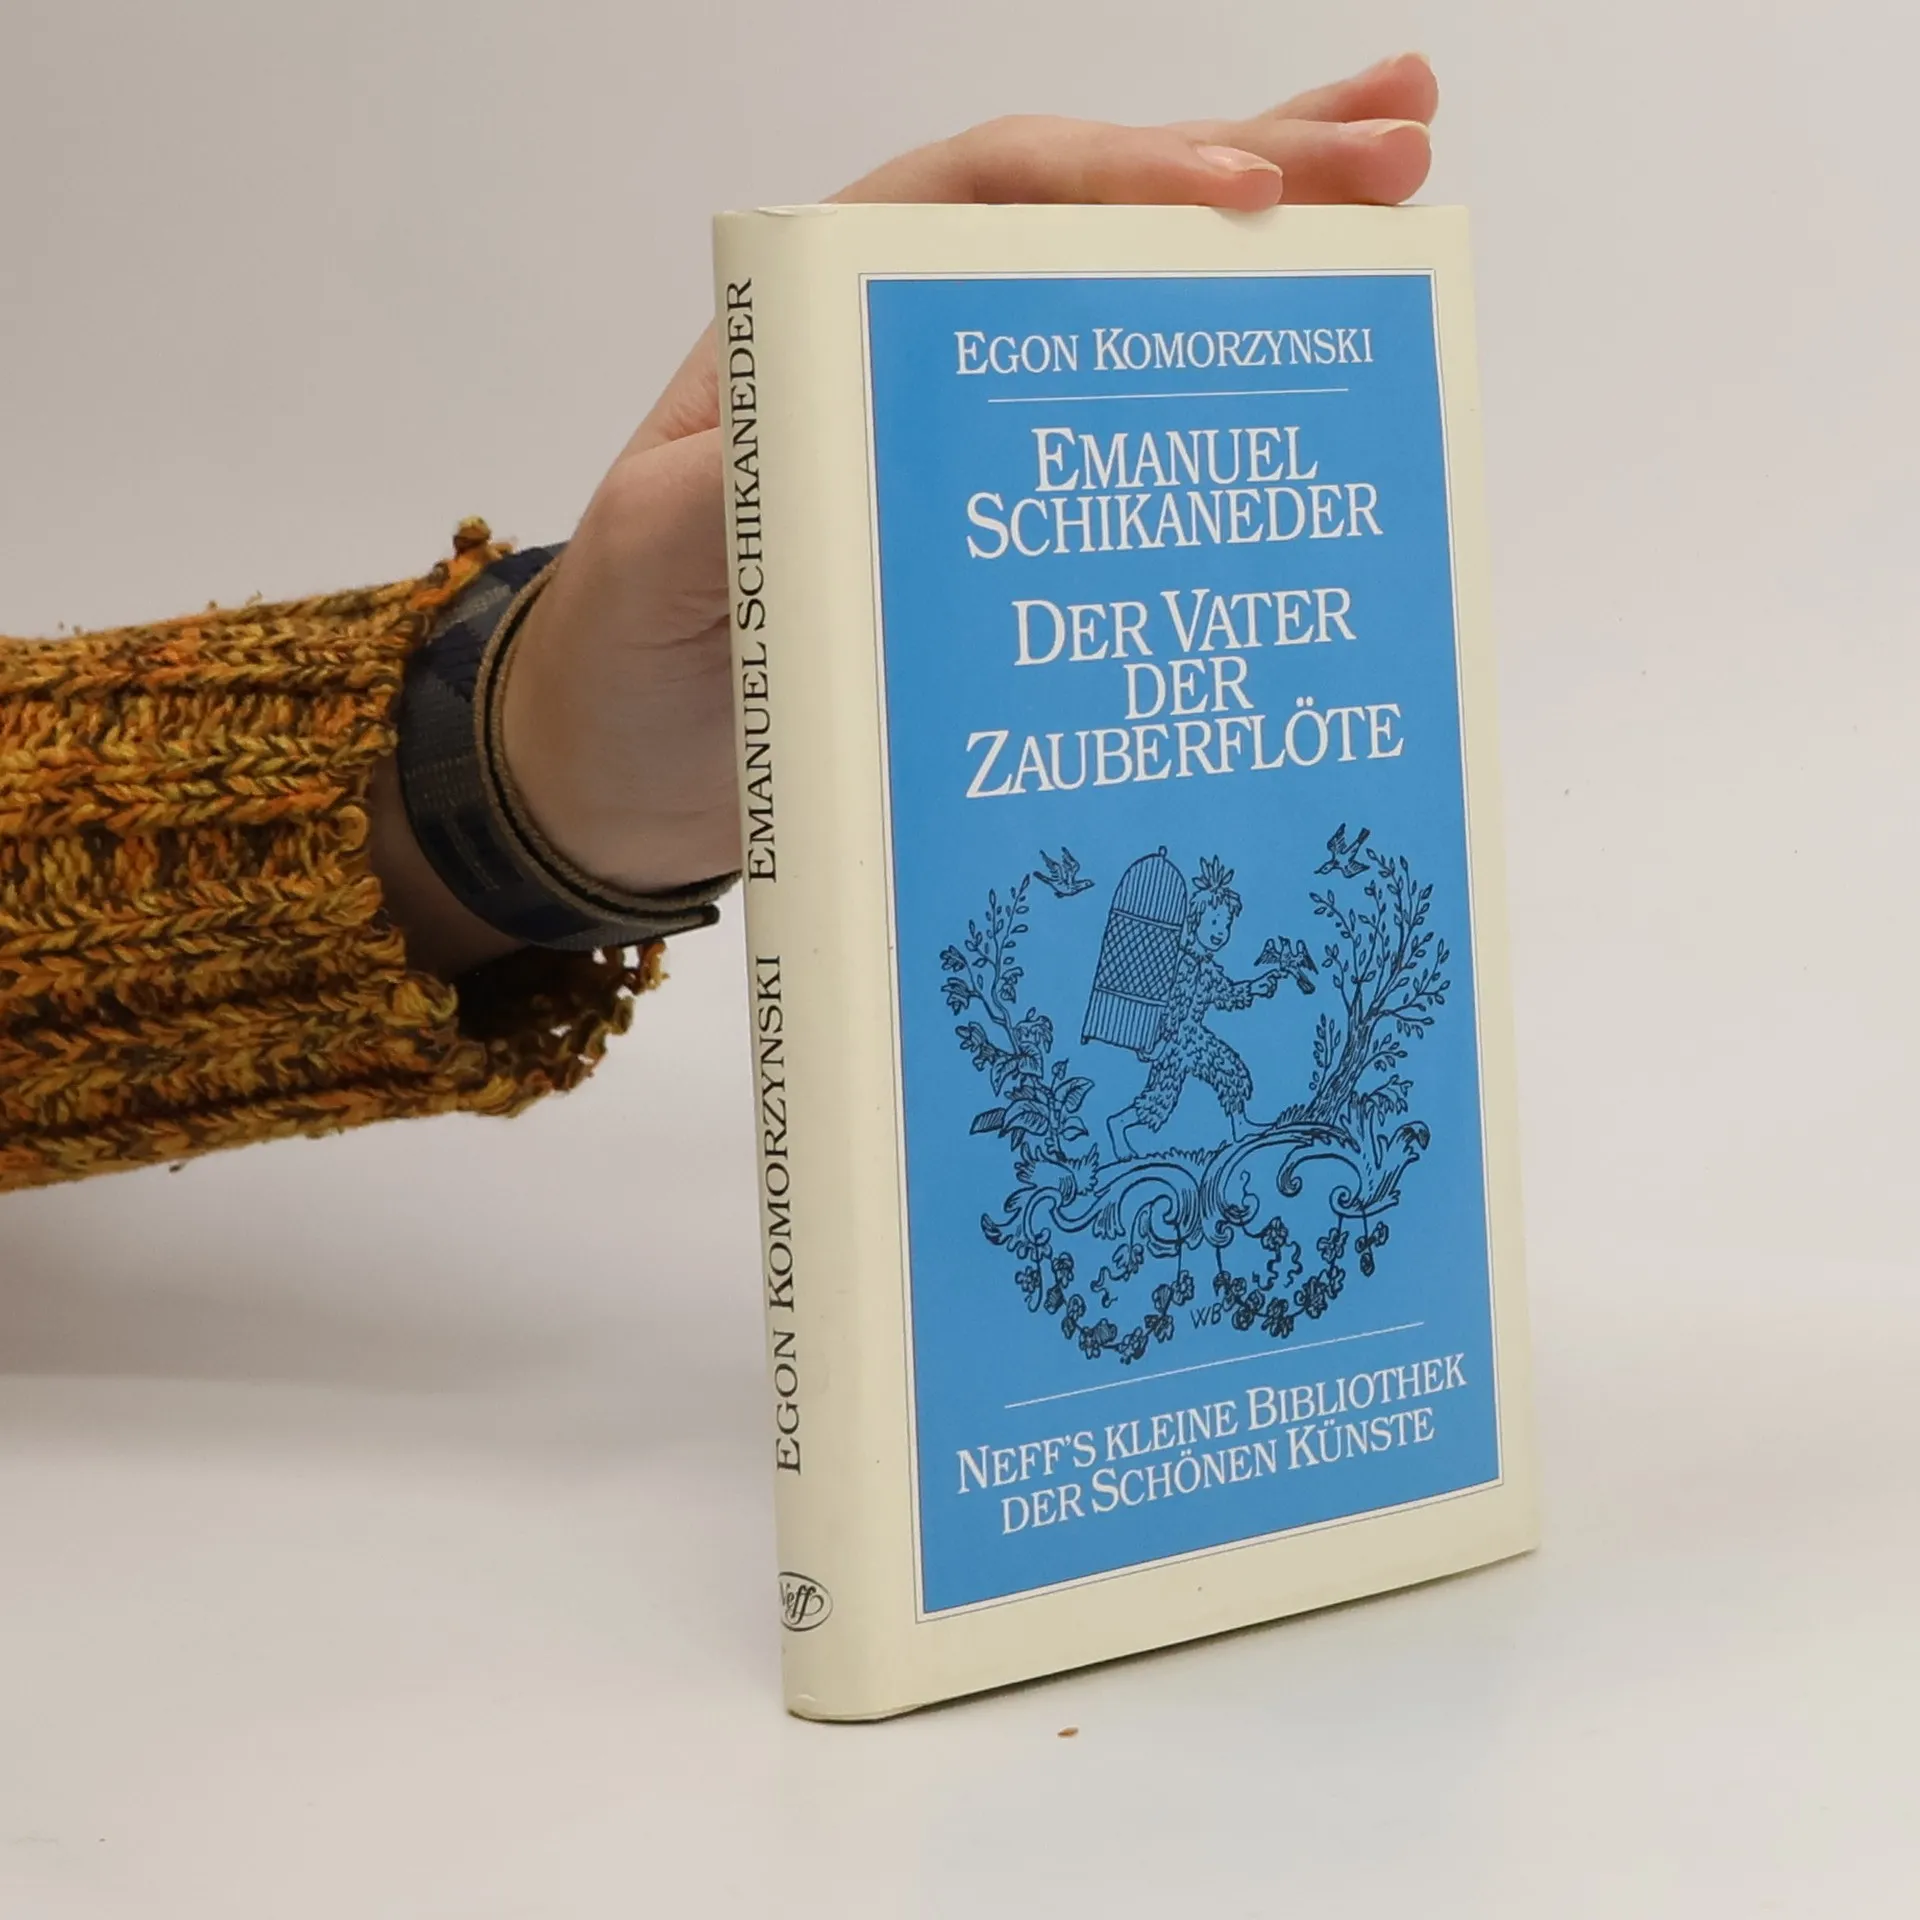 EGON KOMORZYNSKI EMANUEL SCHIKANEDER
Neff
EGON KOMORZYNSKI
EMANUEL
SCHIKANEDER
DER VATER
DER
ZAUBERFLÖTE
WB
NEFF'S KLEINE BIBLIOTHEK
DER SCHÖNEN KÜNSTE